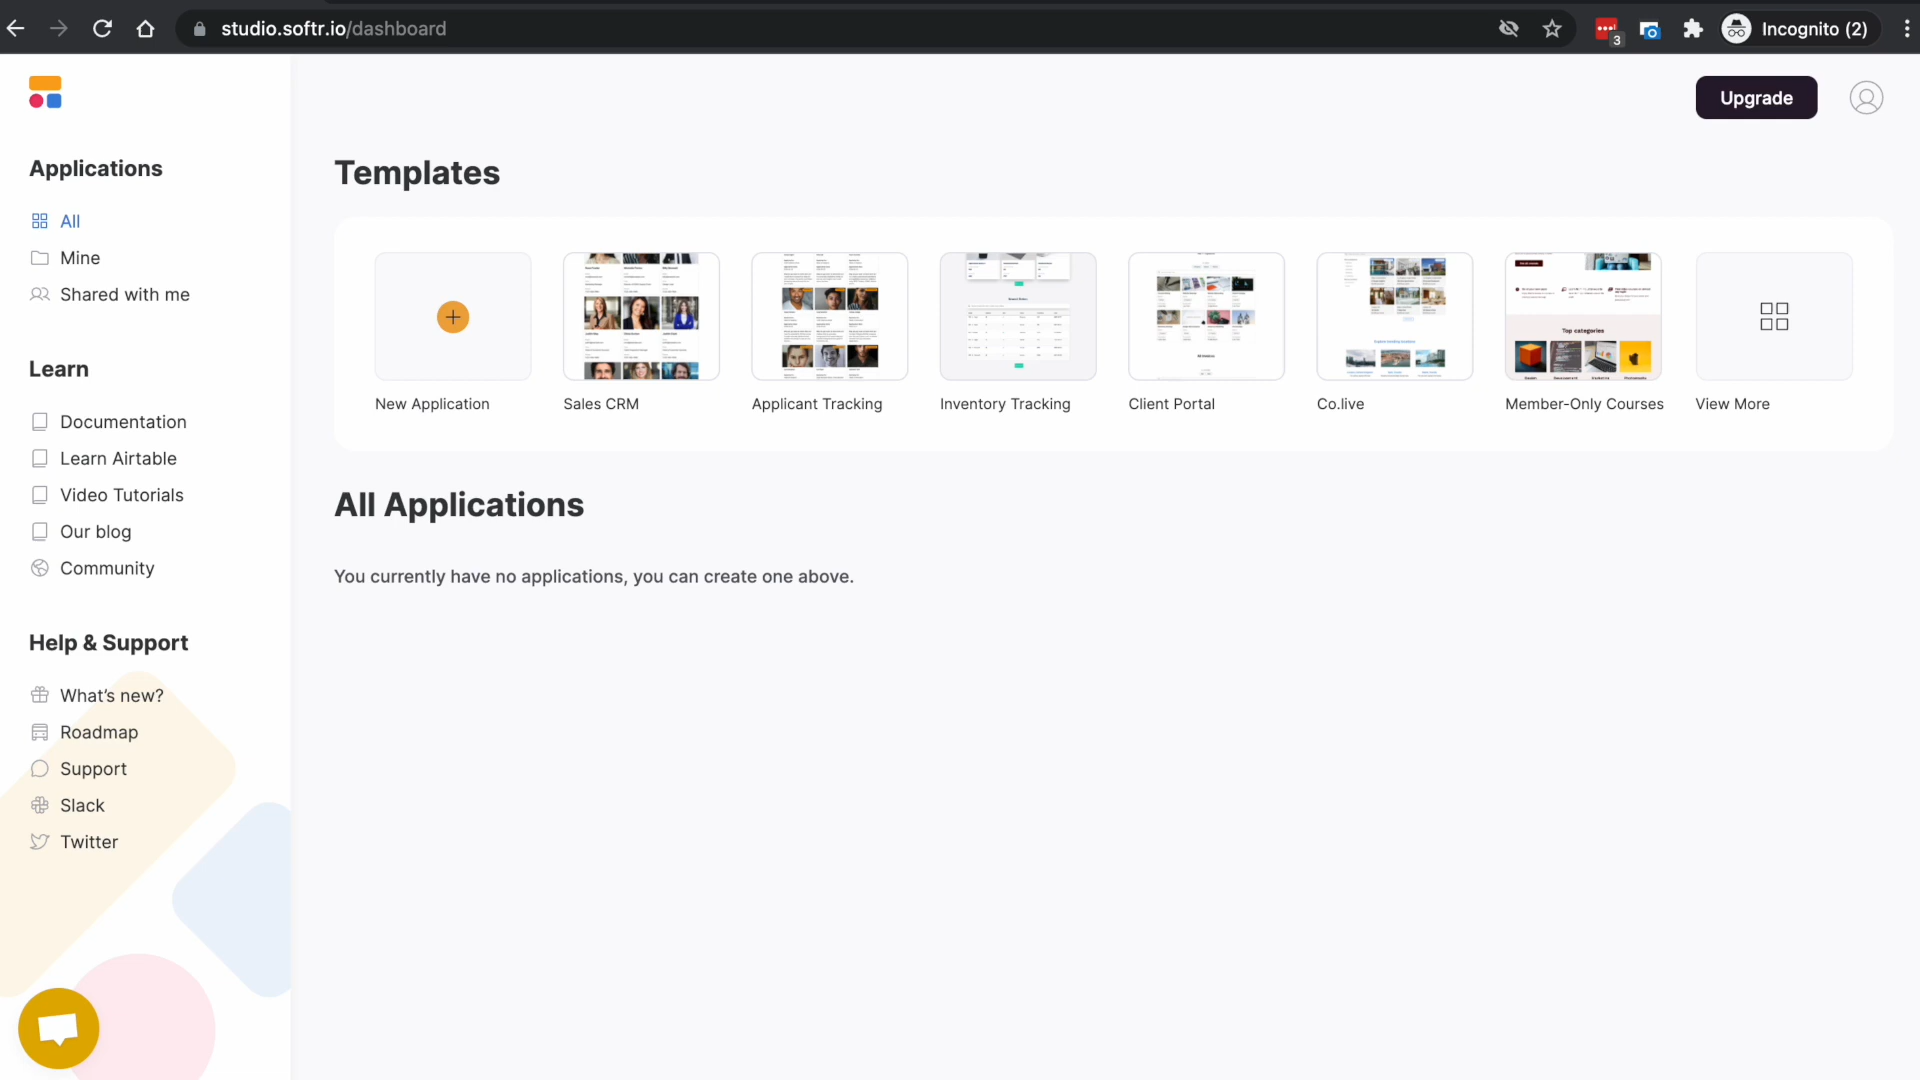 studio.softr.io/dashboard
3
Incognito (2)
Upgrade
Applications
All
Mine
Shared with me
Learn
Documentation
Learn Airtable
Video Tutorials
Our blog
Community
Help & Support
What's new?
Roadmap
Support
Slack
Twitter
Templates
New Application
Sales CRM
Applicant Tracking
Inventory Tracking
Client Portal
Co.live
Top categories
Member-Only Courses
View More
All Applications
You currently have no applications, you can create one above.